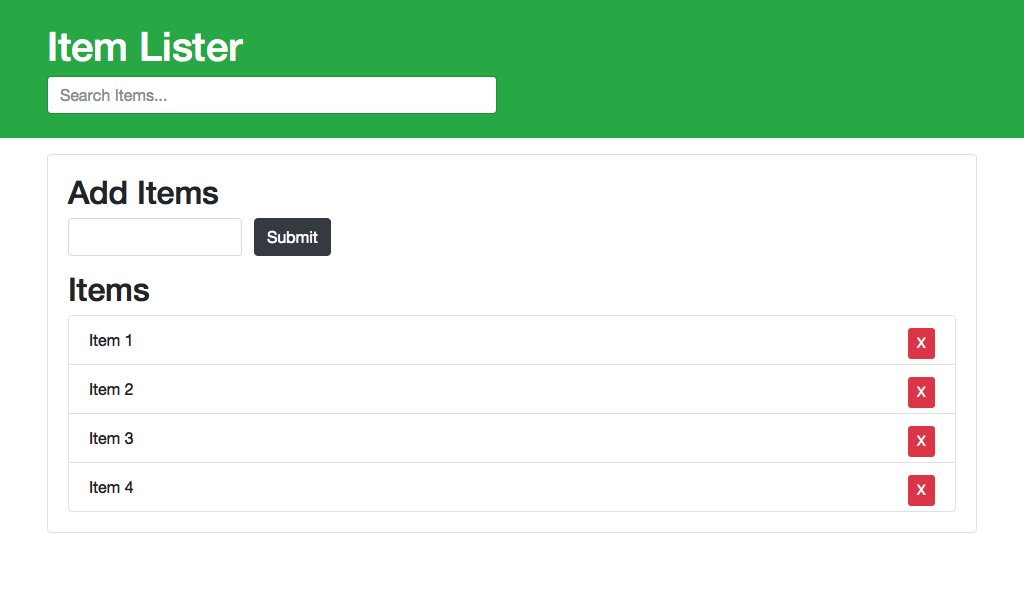 Item Lister
Search Items...
Add Items
Submit
Items
Item 1 X
Item 2 X
Item 3 X
Item 4 X